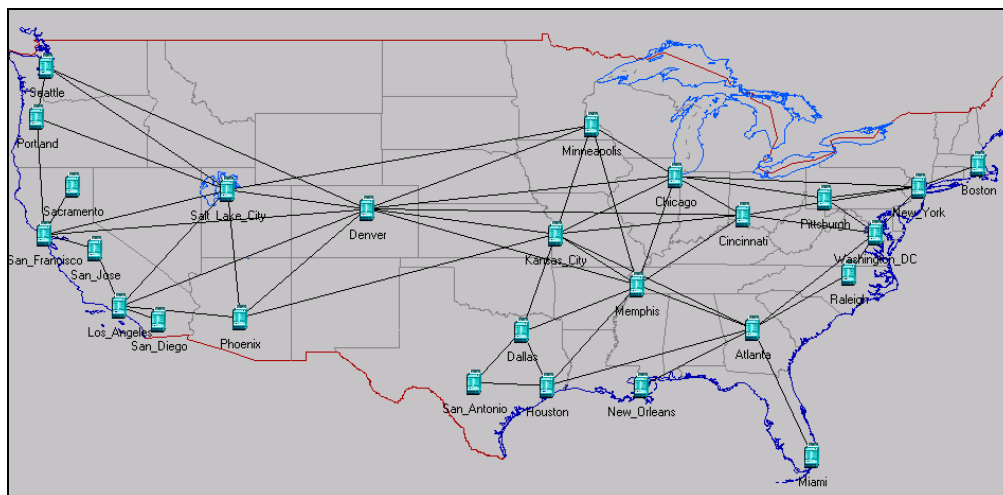 Seattle
Portland
Minneapolis
Boston
Sacramento
Salt_Lake_City
Chicago
New_York
Pittsburgh
Denver
Cincinnati
Kansas_City
San_Francisco
Washington_DC
San_Jose
Raleigh
Memphis
Los_Angeles
San_Diego
Phoenix
Dallas
Atlanta
San_Antonio
Houston
New_Orleans
Miami